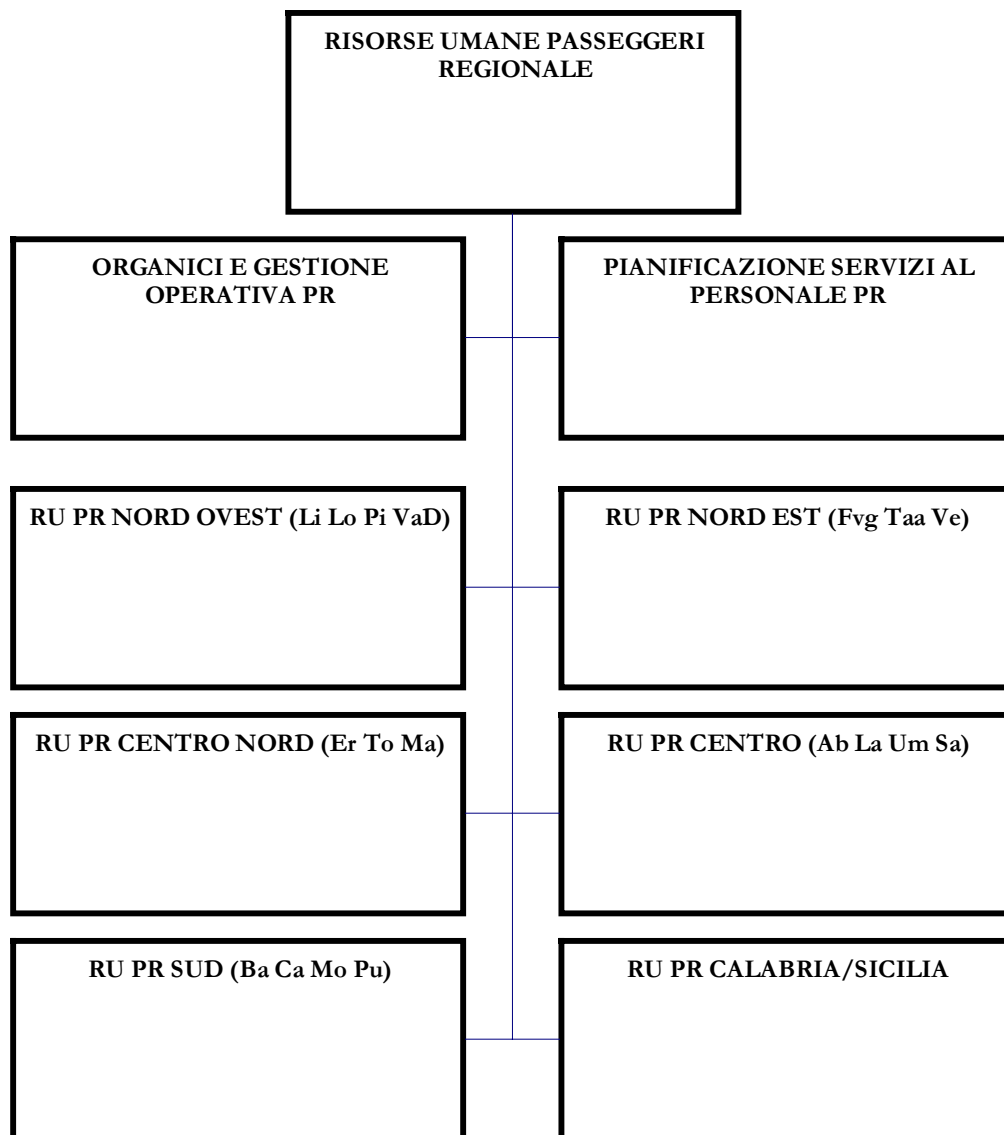 RISORSE UMANE PASSEGGERI
REGIONALE
ORGANICI E GESTIONE
OPERATIVA PR
PIANIFICAZIONE SERVIZI AL
PERSONALE PR
RU PR NORD OVEST (Li Lo Pi VaD)
RU PR NORD EST (Fvg Taa Ve)
RU PR CENTRO NORD (Er To Ma)
RU PR CENTRO (Ab La Um Sa)
RU PR SUD (Ba Ca Mo Pu)
RU PR CALABRIA/SICILIA